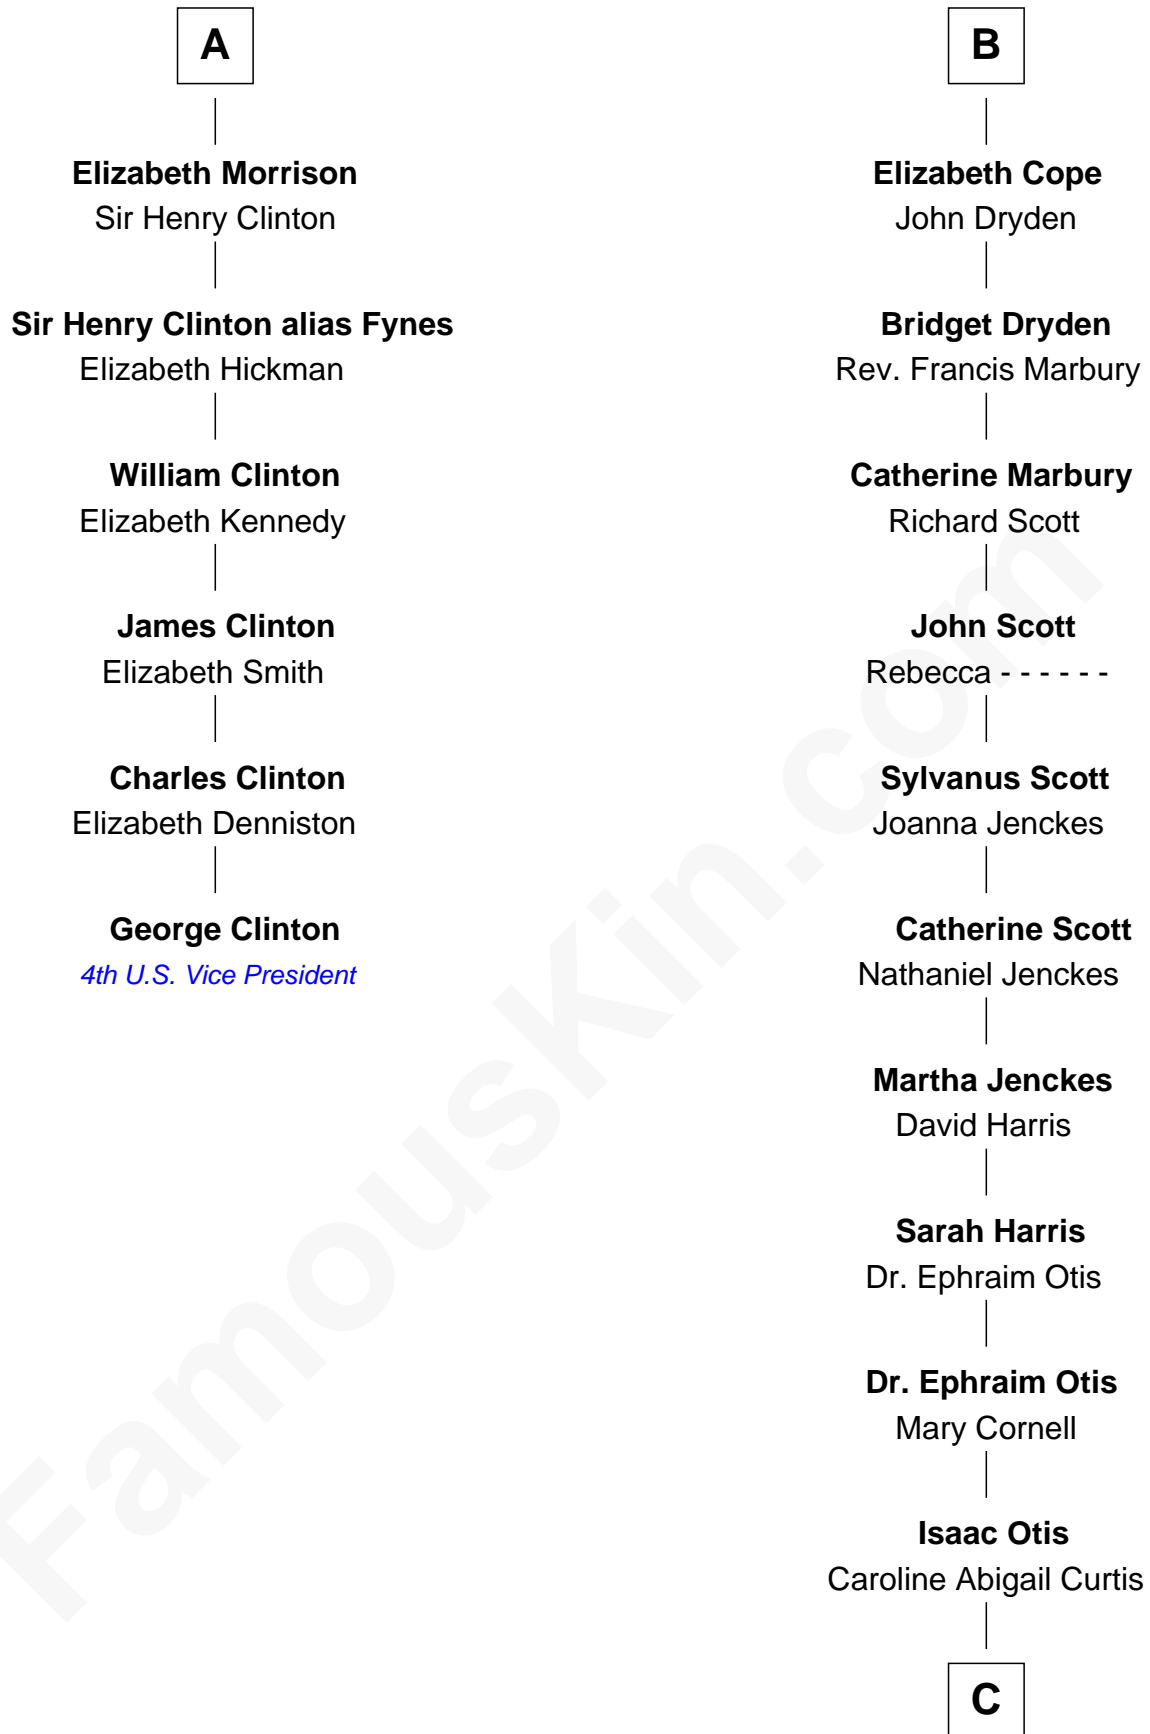 A
Elizabeth Morrison
Sir Henry Clinton
Sir Henry Clinton alias Fynes
Elizabeth Hickman
William Clinton
Elizabeth Kennedy
James Clinton
Elizabeth Smith
Charles Clinton
Elizabeth Denniston
George Clinton
4th U.S. Vice President
B
Elizabeth Cope
John Dryden
Bridget Dryden
Rev. Francis Marbury
Catherine Marbury
Richard Scott
John Scott
Rebecca - - - - - -
Sylvanus Scott
Joanna Jenckes
Catherine Scott
Nathaniel Jenckes
Martha Jenckes
David Harris
Sarah Harris
Dr. Ephraim Otis
Dr. Ephraim Otis
Mary Cornell
Isaac Otis
Caroline Abigail Curtis
C
FamousKin.com